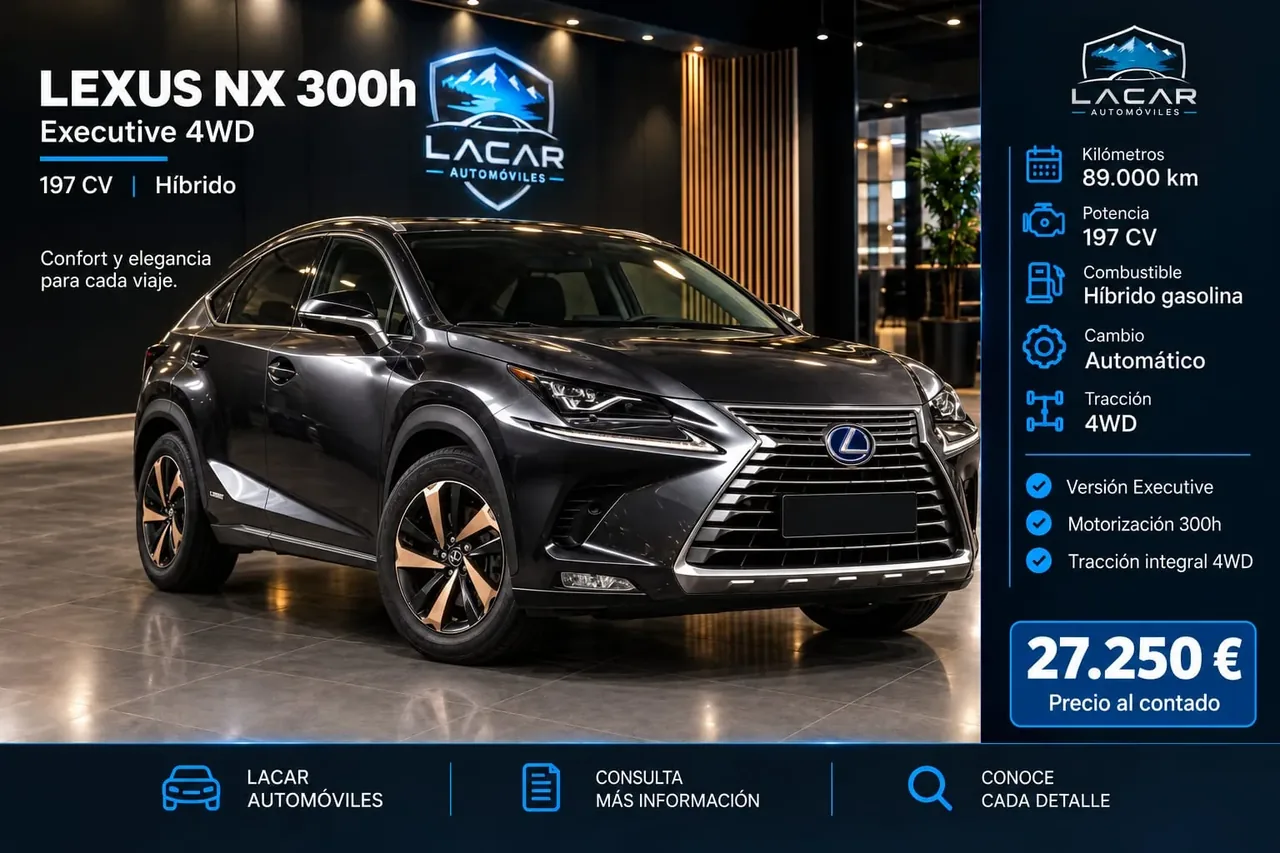 LEXUS NX 300h
Executive 4WD
197 CV | Híbrido
Confort y elegancia
para cada viaje.
LACAR
AUTOMÓVILES
LACAR
AUTOMÓVILES
Kilómetros
89.000 km
Potencia
197 CV
Combustible
Híbrido gasolina
Cambio
Automático
Tracción
4WD
Versión Executive
Motorización 300h
Tracción integral 4WD
27.250 €
Precio al contado
LACAR
AUTOMÓVILES
CONSULTA
MÁS INFORMACIÓN
CONOCE
CADA DETALLE